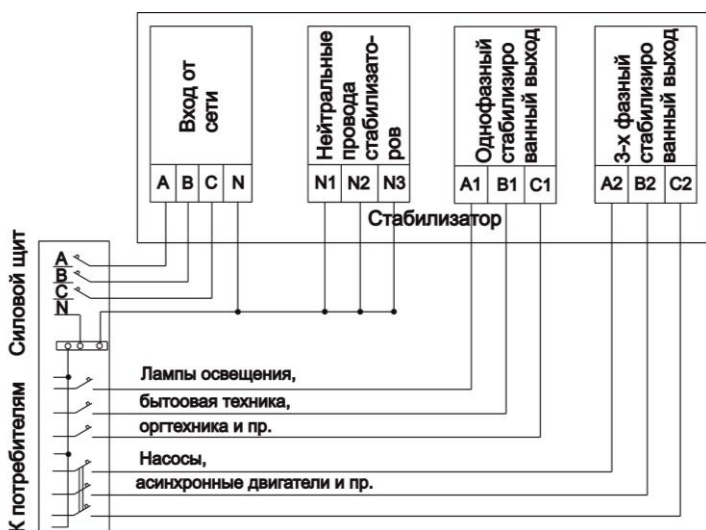 Вход от
сети
Нейтральные
провода
стабилизато-
ров
Однофазный
стабилизиро
ванный выход
3-х фазный
стабилизиро
ванный выход
A B C N
N1 N2 N3
A1 B1 C1
A2 B2 C2
Стабилизатор
Силовой щит
A
B
C
N
К потребителям
Лампы освещения,
бытоовая техника,
оргтехника и пр.
Насосы,
асинхронные двигатели и пр.